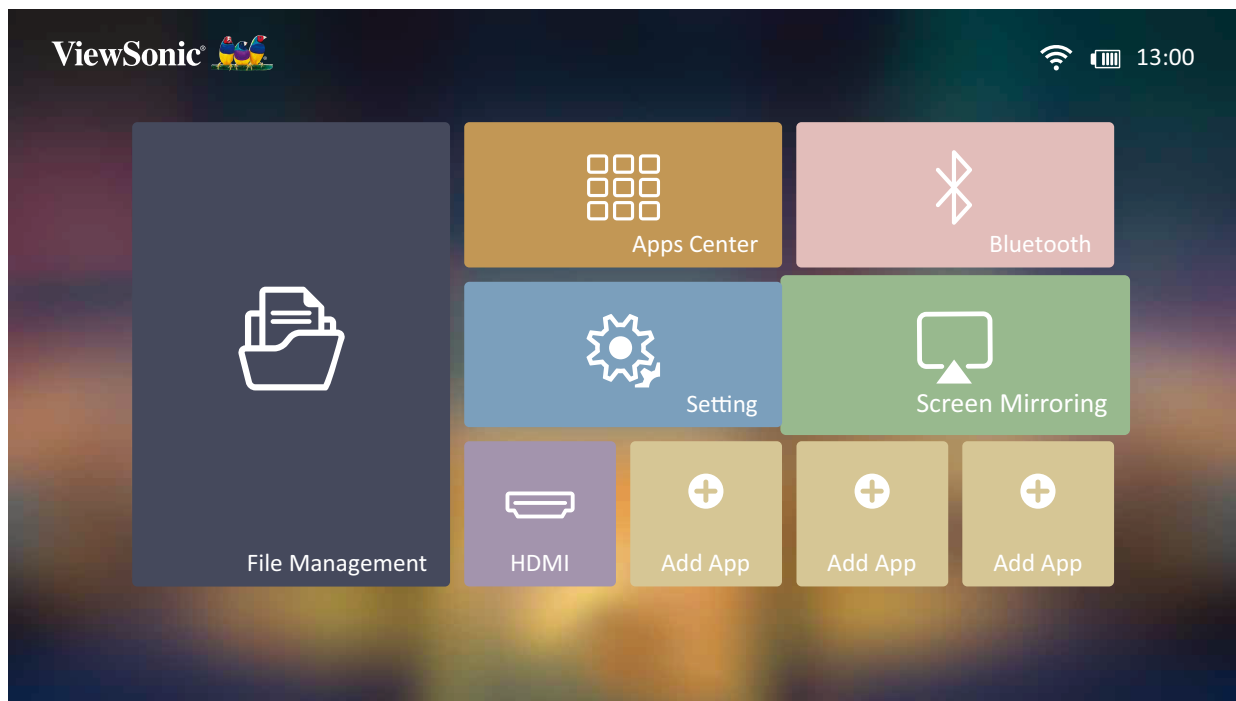 ViewSonic®
13:00
Apps Center
Bluetooth
Setting
Screen Mirroring
File Management
HDMI
Add App
Add App
Add App